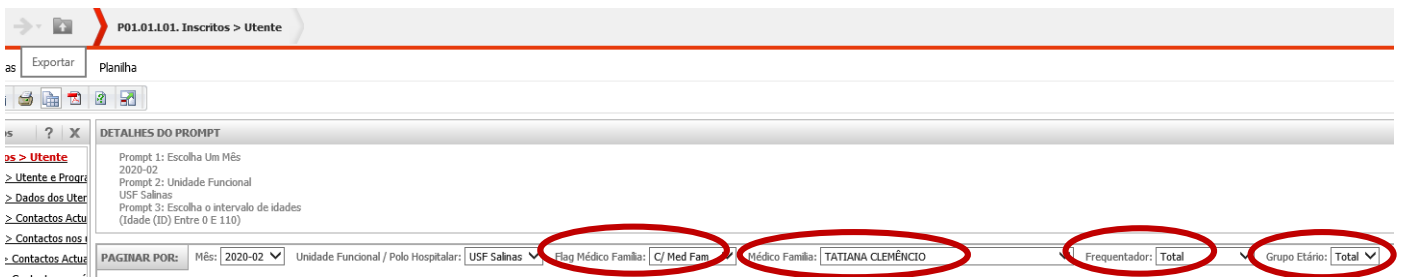 P01.01.L01. Inscritos > Utente
as
Exportar
Planilha
os ? X
DETALHES DO PROMPT
os > Utente
> Utente e Progra
> Dados dos Uter
> Contactos Actu
> Contactos nos
> Contactos Actua
Prompt 1: Escolha Um Mês
2020-02
Prompt 2: Unidade Funcional
USF Salinas
Prompt 3: Escolha o intervalo de idades
(Idade (ID) Entre 0 E 110)
PAGINAR POR: Mês: 2020-02 Unidade Funcional / Polo Hospitalar: USF Salinas Flag Médico Família: C/ Med Fam Médico Familia: TATIANA CLEMÊNCIO Frequentador: Total Grupo Etário: Total